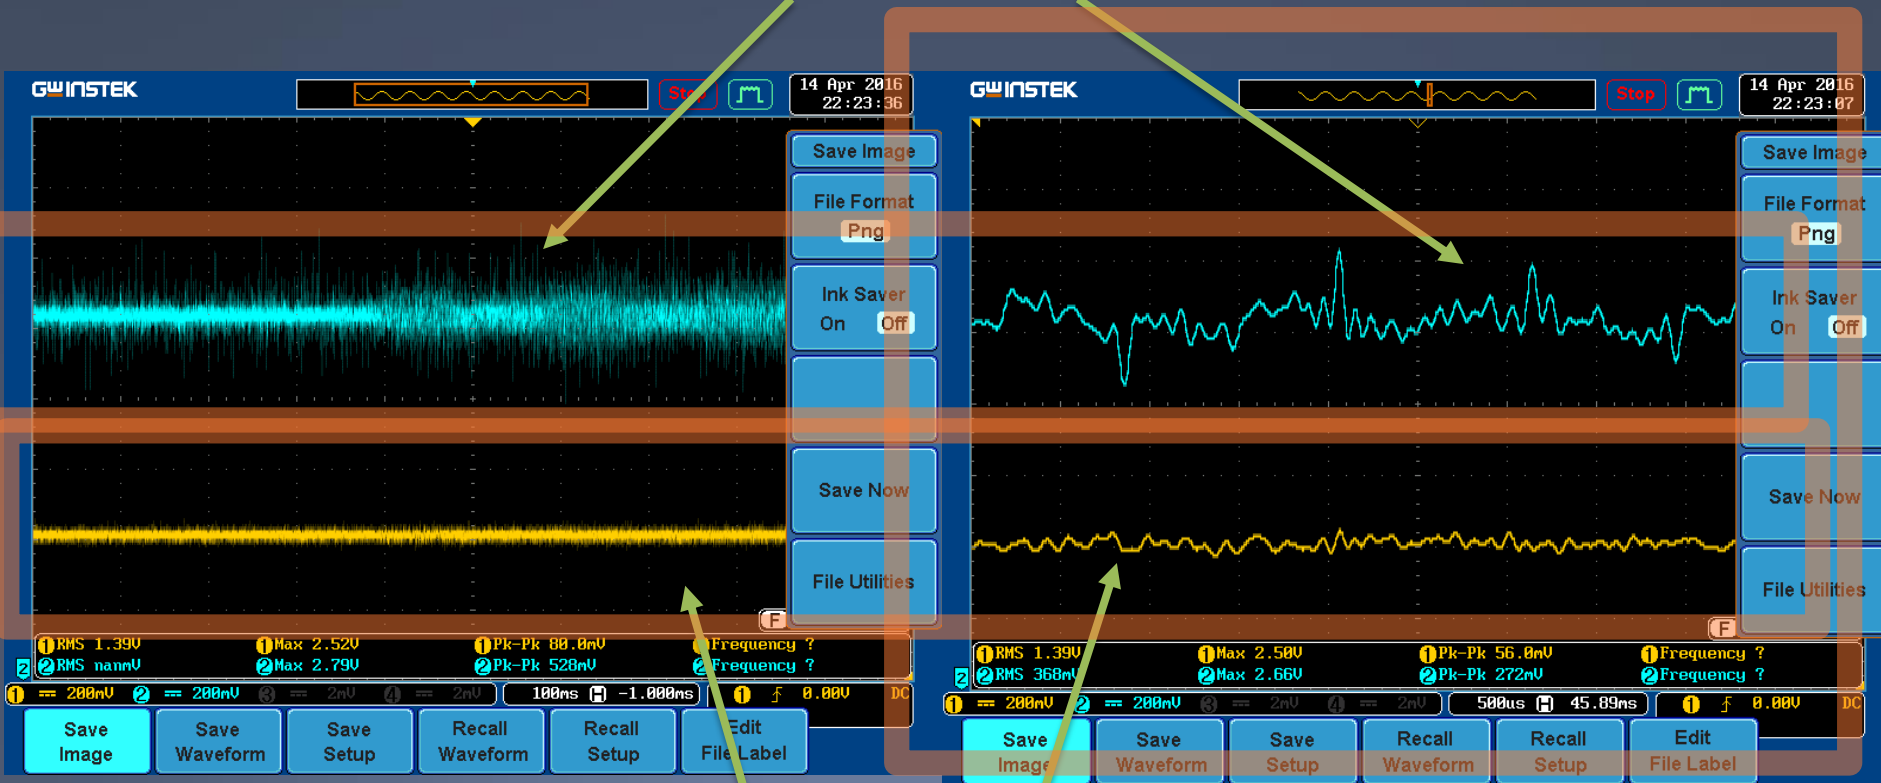 GWINSTEK
Stop
14 Apr 2016
22:23:36
Save Image
File Format
Png
Ink Saver
On Off
Save Now
File Utilities
F
1 RMS 1.39V 1 Max 2.52V 1 Pk-Pk 80.0mV 1 Frequency ?
2 RMS nanmV 2 Max 2.79V 2 Pk-Pk 528mV 2 Frequency ?
1 == 200mV 2 == 200mV 3 == 2mV 4 == 2mV 100ms H -1.000ms 1 0.00V DC
Save Image
Save Waveform
Save Setup
Recall Waveform
Recall Setup
Edit File Label
GWINSTEK
Stop
14 Apr 2016
22:23:07
Save Image
File Format
Png
Ink Saver
On Off
Save Now
File Utilities
F
1 RMS 1.39V 1 Max 2.50V 1 Pk-Pk 56.0mV 1 Frequency ?
2 RMS 368mV 2 Max 2.66V 2 Pk-Pk 272mV 2 Frequency ?
1 == 200mV 2 == 200mV 3 == 2mV 4 == 2mV 500us H 45.89ms 1 0.00V DC
Save Image
Save Waveform
Save Setup
Recall Waveform
Recall Setup
Edit File Label